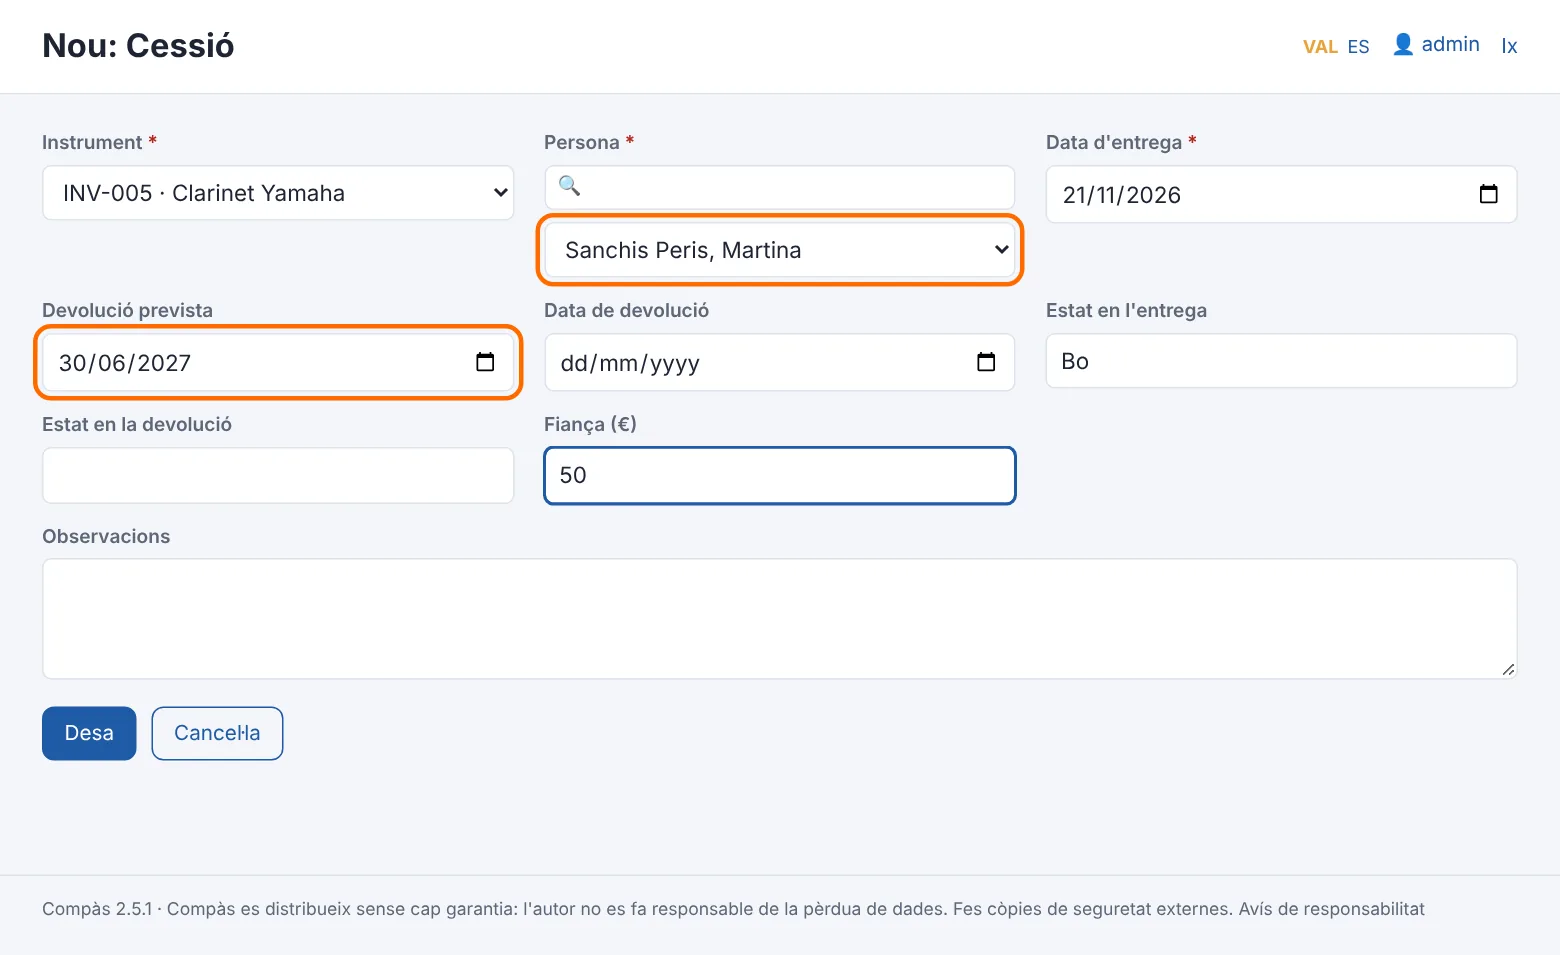 Nou: Cessió
VAL ES admin Ix
Instrument *
INV-005 · Clarinet Yamaha
Persona *
Sanchis Peris, Martina
Data d'entrega *
21/11/2026
Devolució prevista
30/06/2027
Data de devolució
dd/mm/yyyy
Estat en l'entrega
Bo
Estat en la devolució
Fiança (€)
50
Observacions
Desa
Cancel·la
Compàs 2.5.1 · Compàs es distribueix sense cap garantia: l'autor no es fa responsable de la pèrdua de dades. Fes còpies de seguretat externes. Avís de responsabilitat